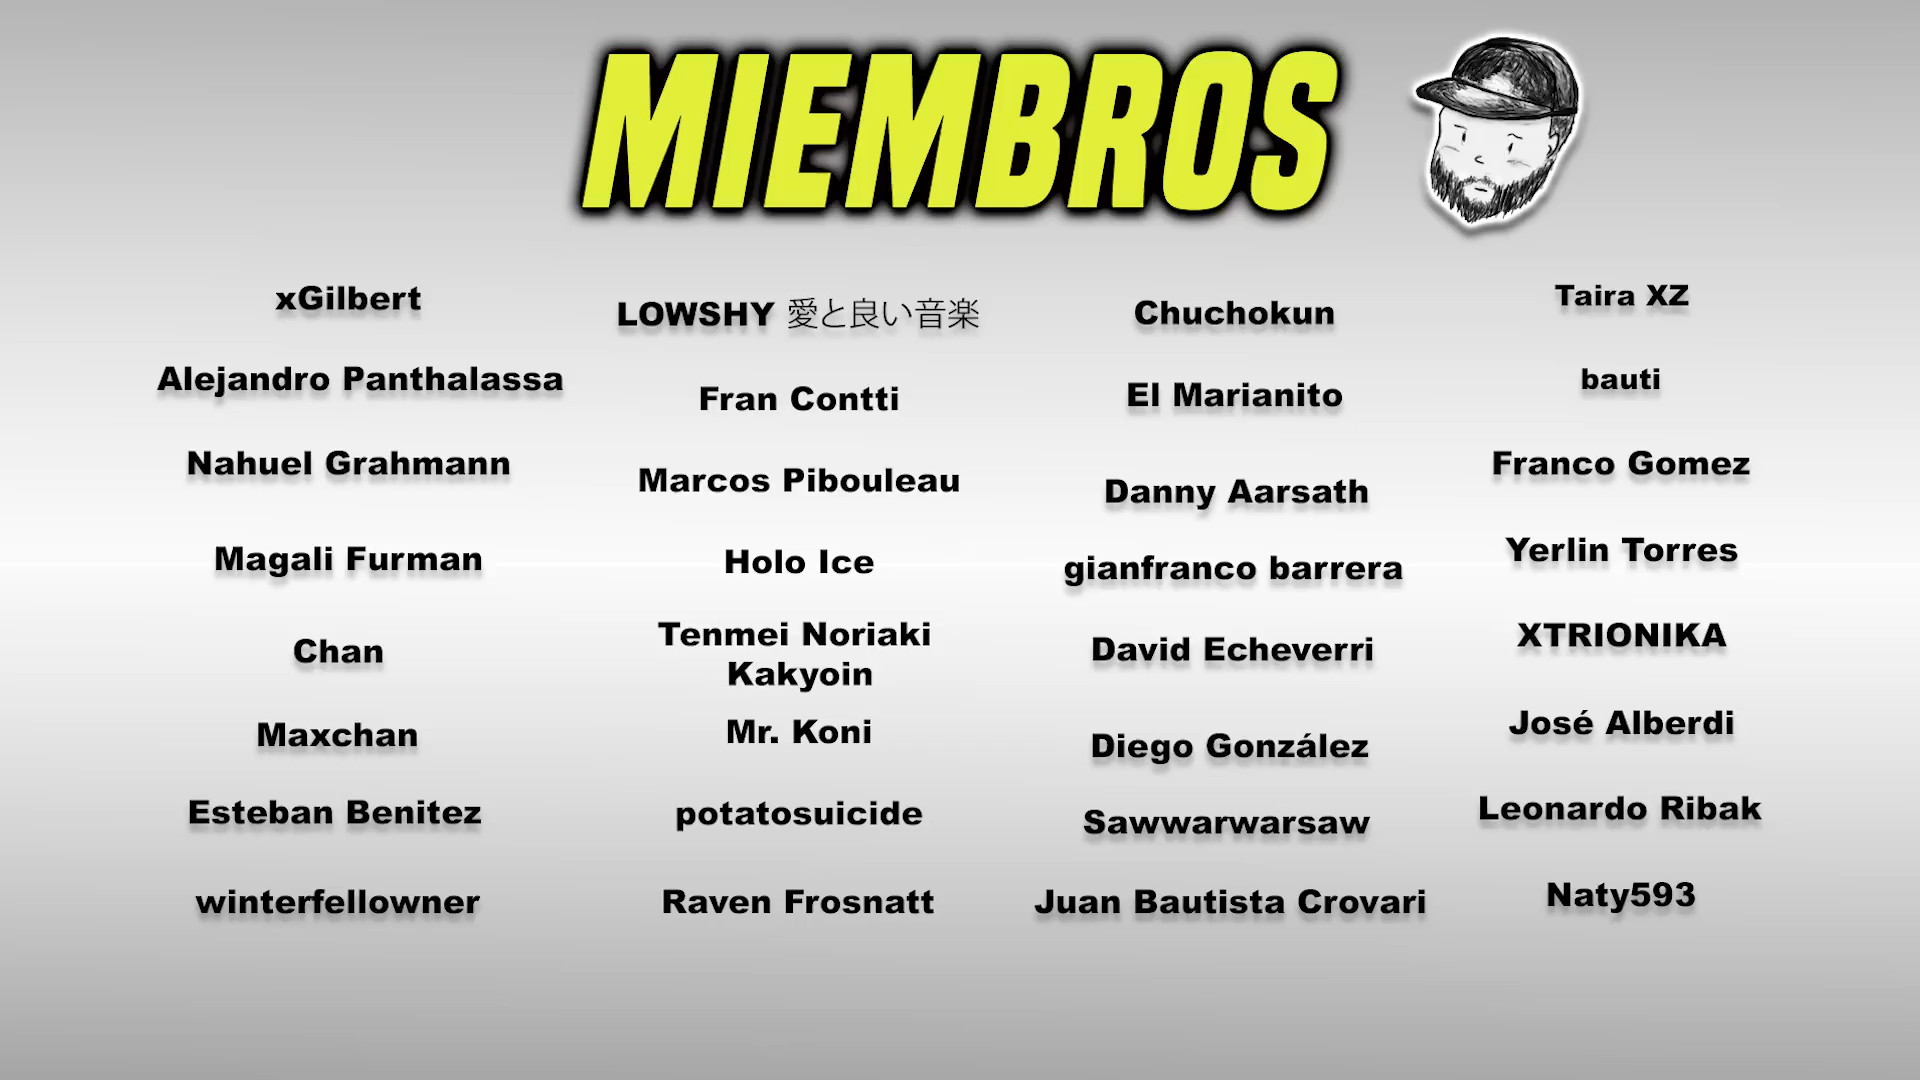 MIEMBROS
xGilbert
Alejandro Panthalassa
Nahuel Grahmann
Magali Furman
Chan
Maxchan
Esteban Benitez
winterfellowner
LOWSHY 愛と良い音楽
Fran Contti
Marcos Pibouleau
Holo Ice
Tenmei Noriaki
Kakyoin
Mr. Koni
potatosuicide
Raven Frosnatt
Chuchokun
El Marianito
Danny Aarsath
gianfranco barrera
David Echeverri
Diego González
Sawwarwarsaw
Juan Bautista Crovari
Taira XZ
bauti
Franco Gomez
Yerlin Torres
XTRIONIKA
José Alberdi
Leonardo Ribak
Naty593